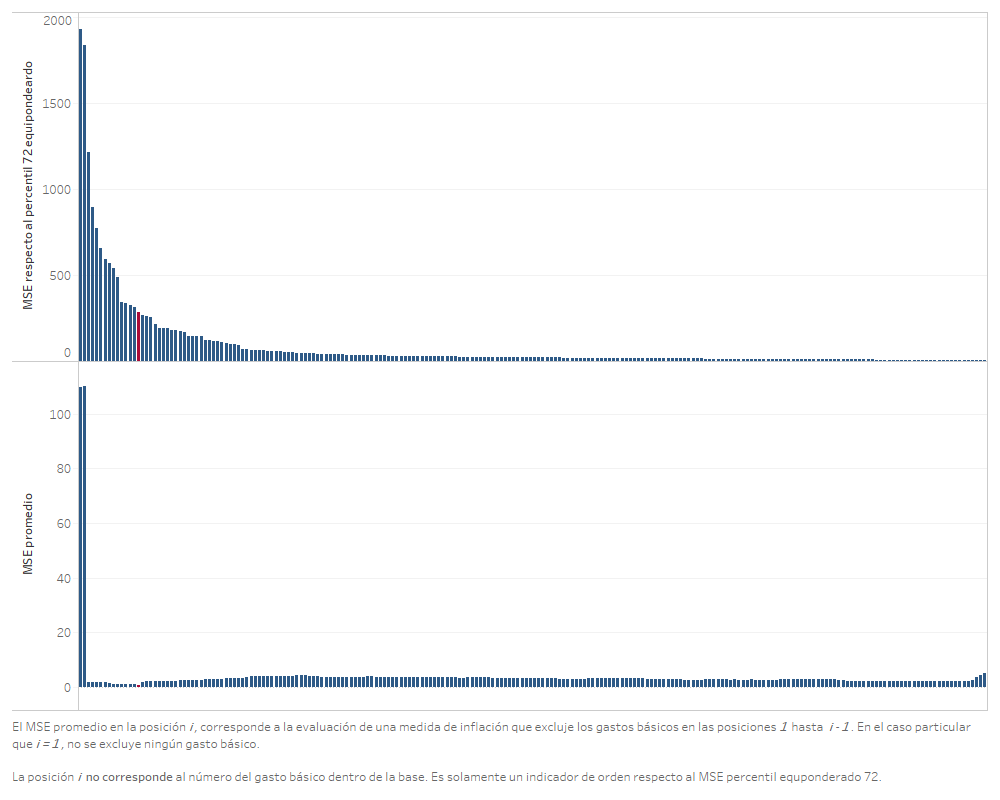 2000
1500
1000
500
0
MSE respecto al percentil 72 equipondeardo
100
80
60
40
20
0
MSE promedio
El MSE promedio en la posición i, corresponde a la evaluación de una medida de inflación que excluje los gastos básicos en las posiciones 1 hasta i-1. En el caso particular
que i=1, no se excluye ningún gasto básico.
La posición i no corresponde al número del gasto básico dentro de la base. Es solamente un indicador de orden respecto al MSE percentil equponderado 72.